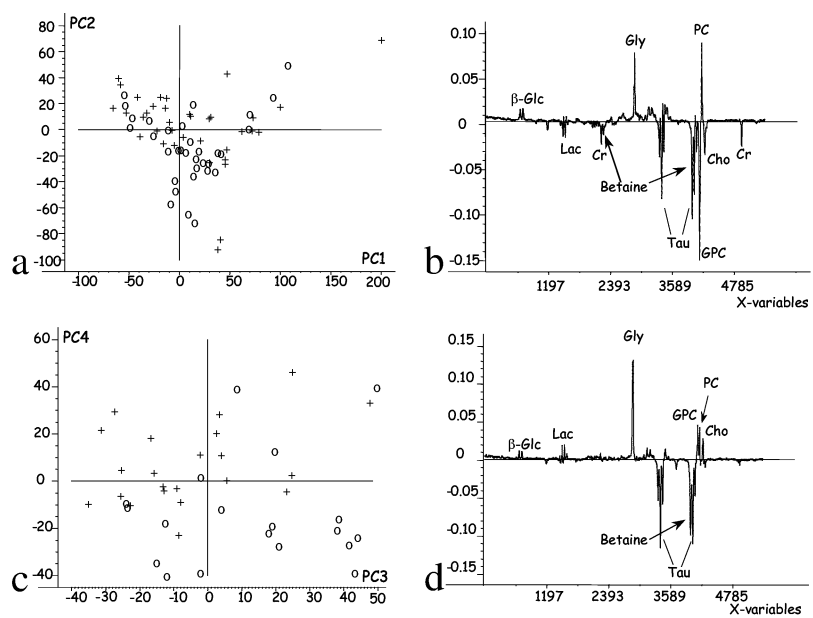 PC2
80
60
40
20
0
-20
-40
-60
-80
-100
a
PC1
-100 -50 0 50 100 150 200
0.10
0.05
0
-0.05
-0.10
-0.15
PC
Gly
β-Glc
Lac Cr Cho Cr
Betaine
Tau
GPC
b
1197 2393 3589 4785
X-variables
60 PC4
40
20
0
-20
-40
c
PC3
-40 -30 -20 -10 0 10 20 30 40 50
0.15
0.10
0.05
0
-0.05
-0.10
-0.15
Gly
PC
GPC
Cho
β-Glc Lac
Betaine
Tau
d
1197 2393 3589 4785
X-variables